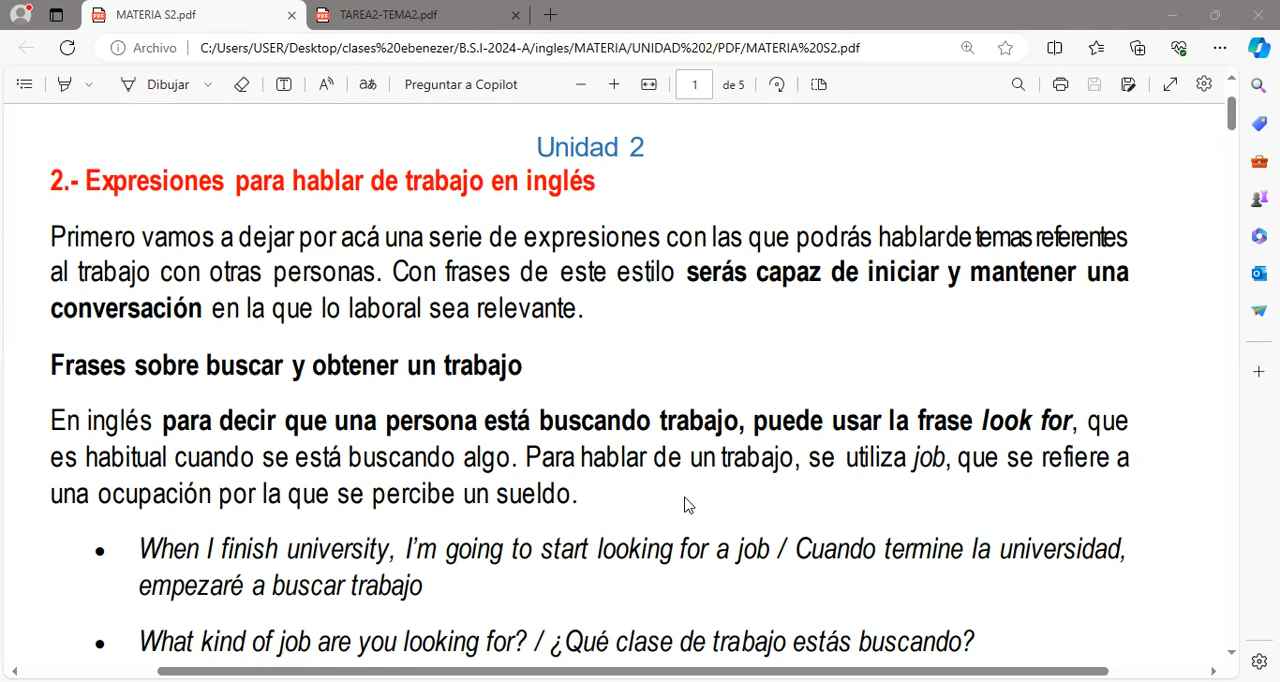 MATERIA S2.pdf
TAREA2-TEMA2.pdf
Archivo
C:/Users/USER/Desktop/clases%20ebenezer/B.S.I-2024-A/ingles/MATERIA/UNIDAD%202/PDF/MATERIA%20S2.pdf
Dibujar
aあ
Preguntar a Copilot
1
de 5
Unidad 2
2.- Expresiones para hablar de trabajo en inglés
Primero vamos a dejar por acá una serie de expresiones con las que podrás hablar de temas referentes
al trabajo con otras personas. Con frases de este estilo serás capaz de iniciar y mantener una
conversación en la que lo laboral sea relevante.
Frases sobre buscar y obtener un trabajo
En inglés para decir que una persona está buscando trabajo, puede usar la frase look for, que
es habitual cuando se está buscando algo. Para hablar de un trabajo, se utiliza job, que se refiere a
una ocupación por la que se percibe un sueldo.
• When I finish university, I'm going to start looking for a job / Cuando termine la universidad,
empezaré a buscar trabajo
• What kind of job are you looking for? / ¿Qué clase de trabajo estás buscando?